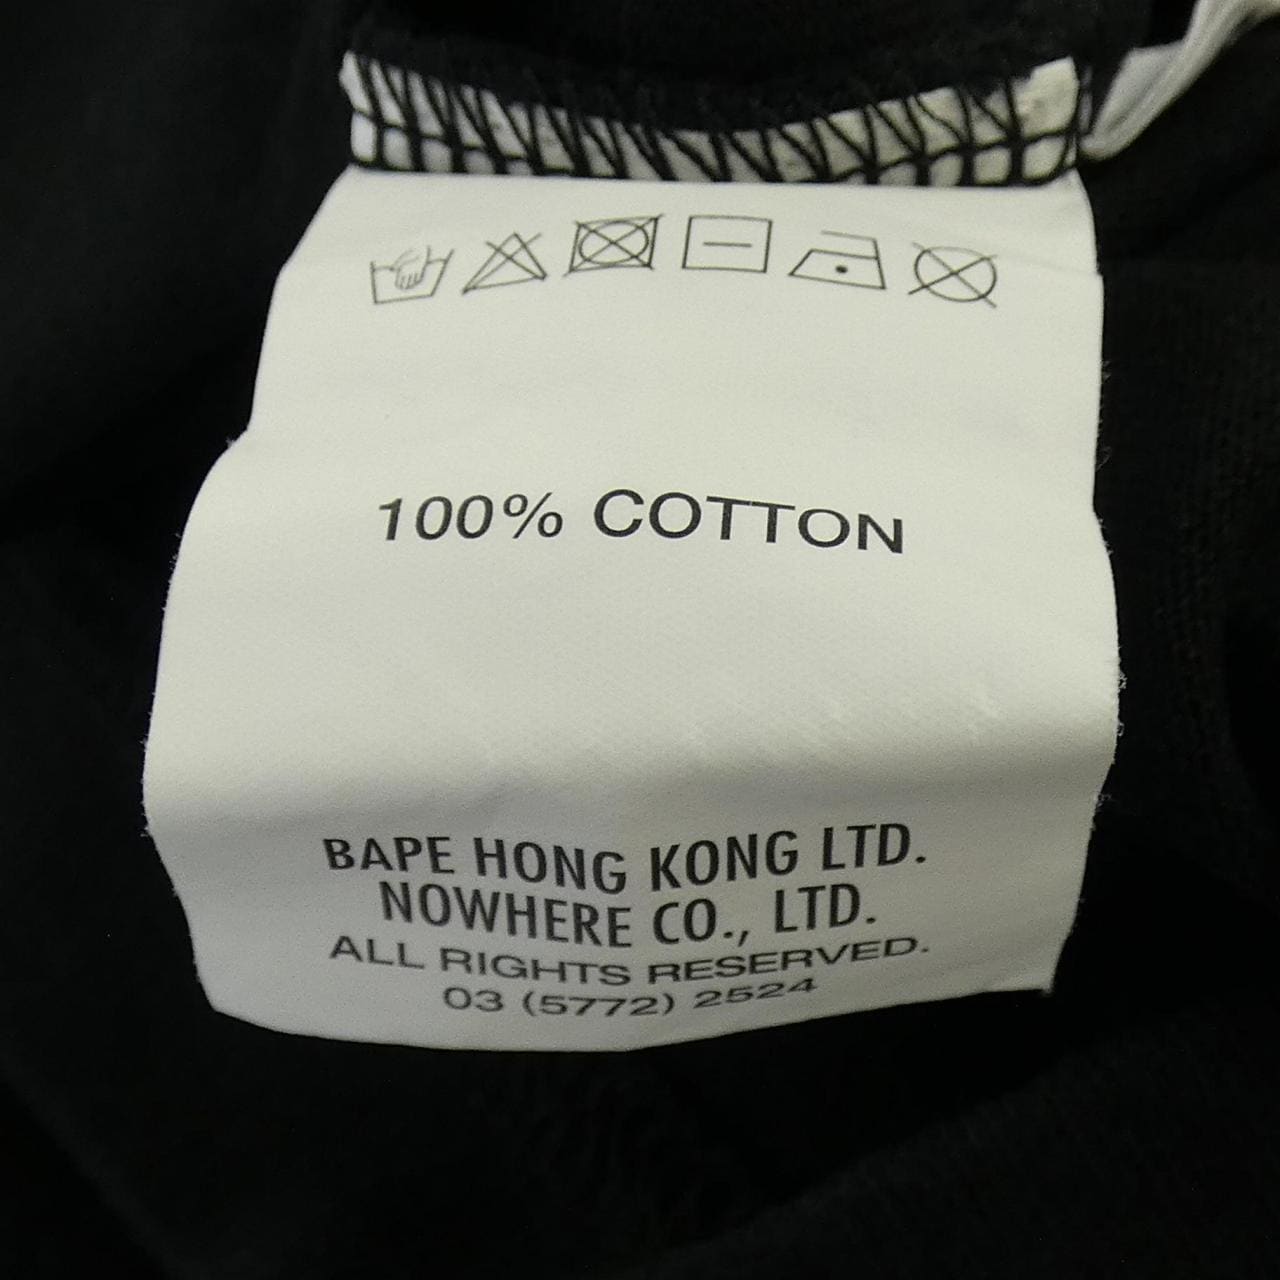 100% COTTON
BAPE HONG KONG LTD.
NOWHERE CO., LTD.
ALL RIGHTS RESERVED.
03 (5772) 2524